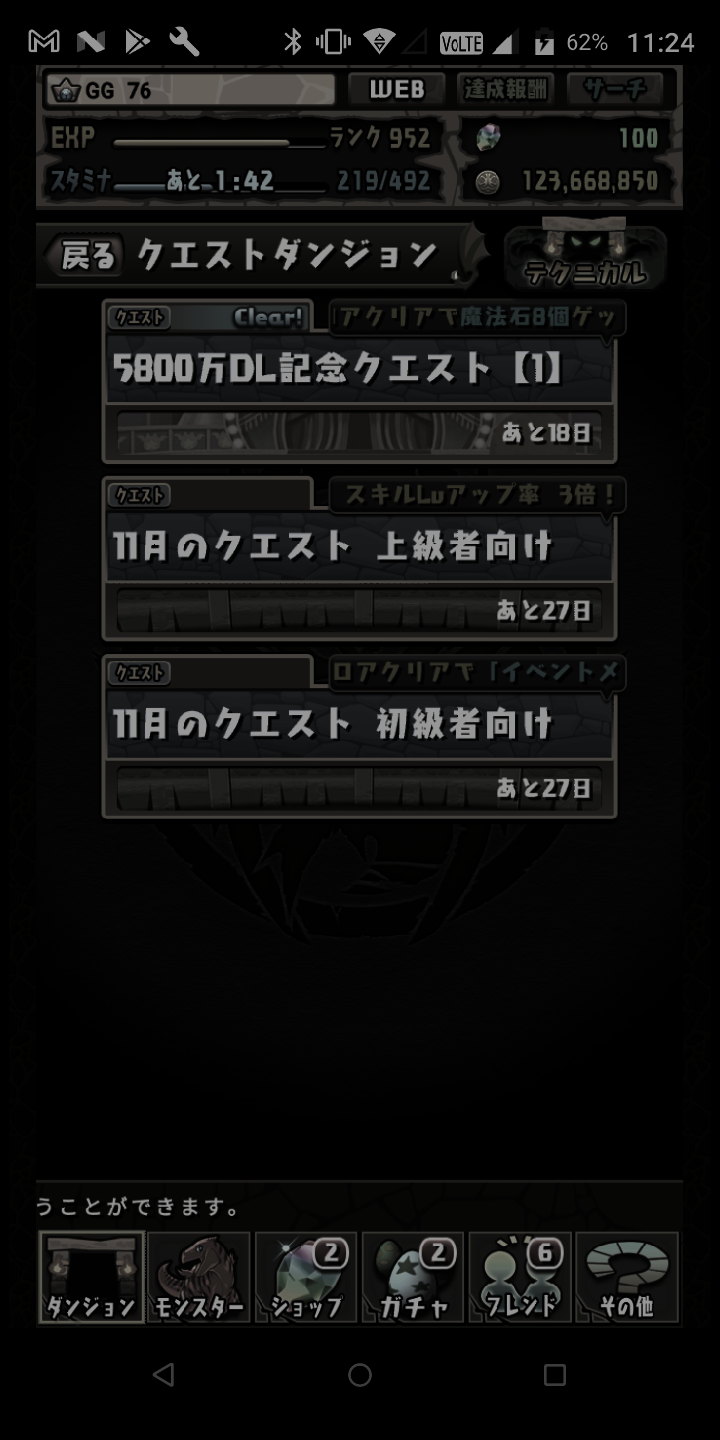 VoLTE 62% 11:24
GG 76 WEB 達成報酬 サーチ
EXP ランク 952 100
スタミナ あと 1:42 219/492 123,668,850
戻る クエストダンジョン テクニカル
クエスト Clear! アクリアで魔法石8個ゲッ
5800万DL記念クエスト【1】
あと18日
クエスト スキルLvアップ率 3倍！
11月のクエスト 上級者向け
あと27日
クエスト ロアクリアで「イベントメ
11月のクエスト 初級者向け
あと27日
うことができます。
2 2 6
ダンジョン モンスター ショップ ガチャ フレンド その他